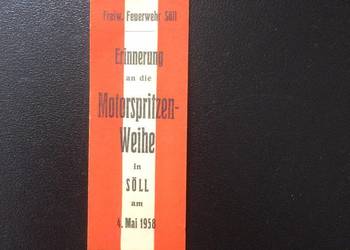 Freiw. Feuerwehr Söll
Erinnerung
an die
Motorspritzen-
Weihe
in
SÖLL
am
4. Mai 1958